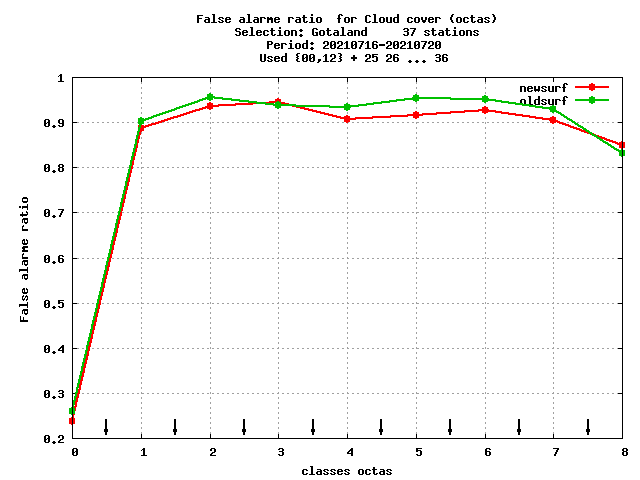 False alarme ratio  for Cloud cover (octas)
Selection: Gotaland     37 stations
Period: 20210716-20210720
Used {00,12} + 25 26 ... 36
newsurf
oldsurf
1
0.9
0.8
0.7
0.6
0.5
0.4
0.3
0.2
False alarme ratio
0 1 2 3 4 5 6 7 8
classes octas